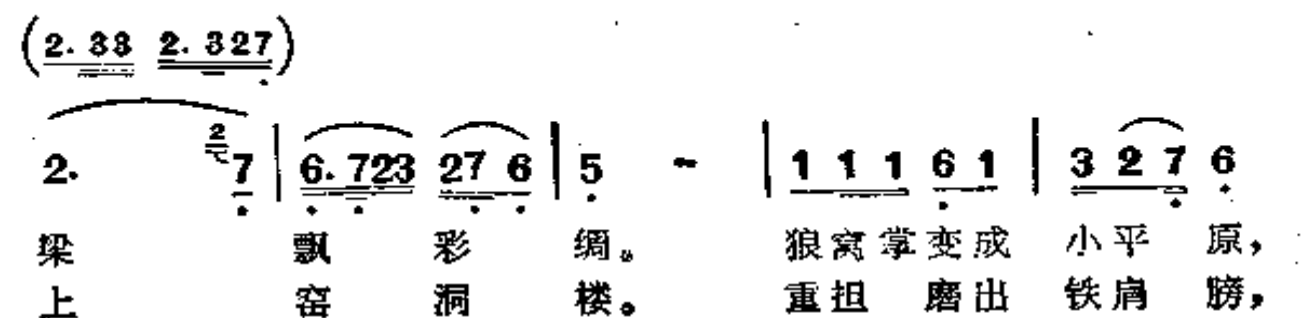 (2. 33 2. 327)
2. 2 7 | 6. 723 27 6 | 5 - | 1 1 1 6 1 | 3 2 7 6
梁 飘 彩 绸。 狼窝掌变成 小平 原，
上 窑 洞 楼。 重担 磨出 铁肩 膀，